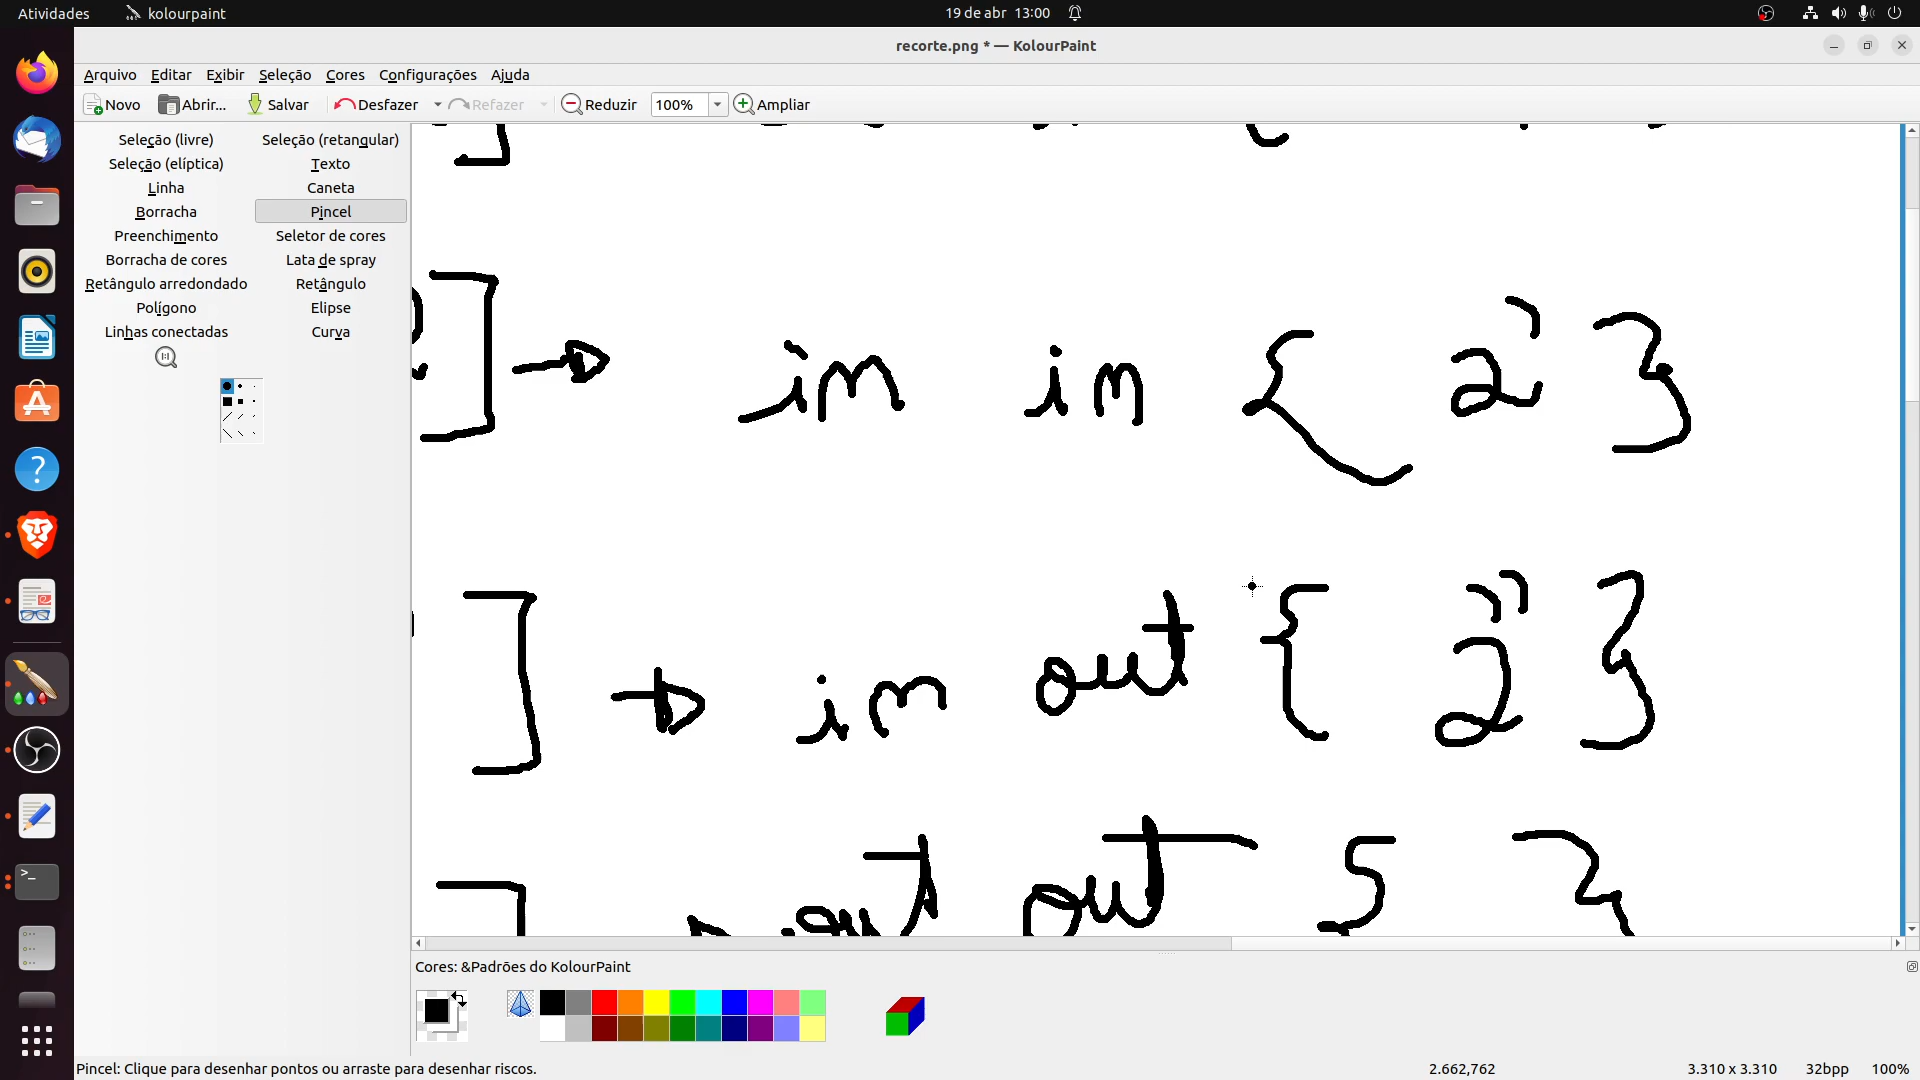 Atividades kolourpaint 19 de abr 13:00
recorte.png * — KolourPaint
Arquivo Editar Exibir Seleção Cores Configurações Ajuda
Novo Abrir... Salvar Desfazer Refazer Reduzir 100% Ampliar
Seleção (livre) Seleção (retangular)
Seleção (elíptica) Texto
Linha Caneta
Borracha Pincel
Preenchimento Seletor de cores
Borracha de cores Lata de spray
Retângulo arredondado Retângulo
Polígono Elipse
Linhas conectadas Curva
] → in in { 2' }
] → in out { 2'' }
out out
Cores: &Padrões do KolourPaint
Pincel: Clique para desenhar pontos ou arraste para desenhar riscos. 2.662,762 3.310 x 3.310 32bpp 100%